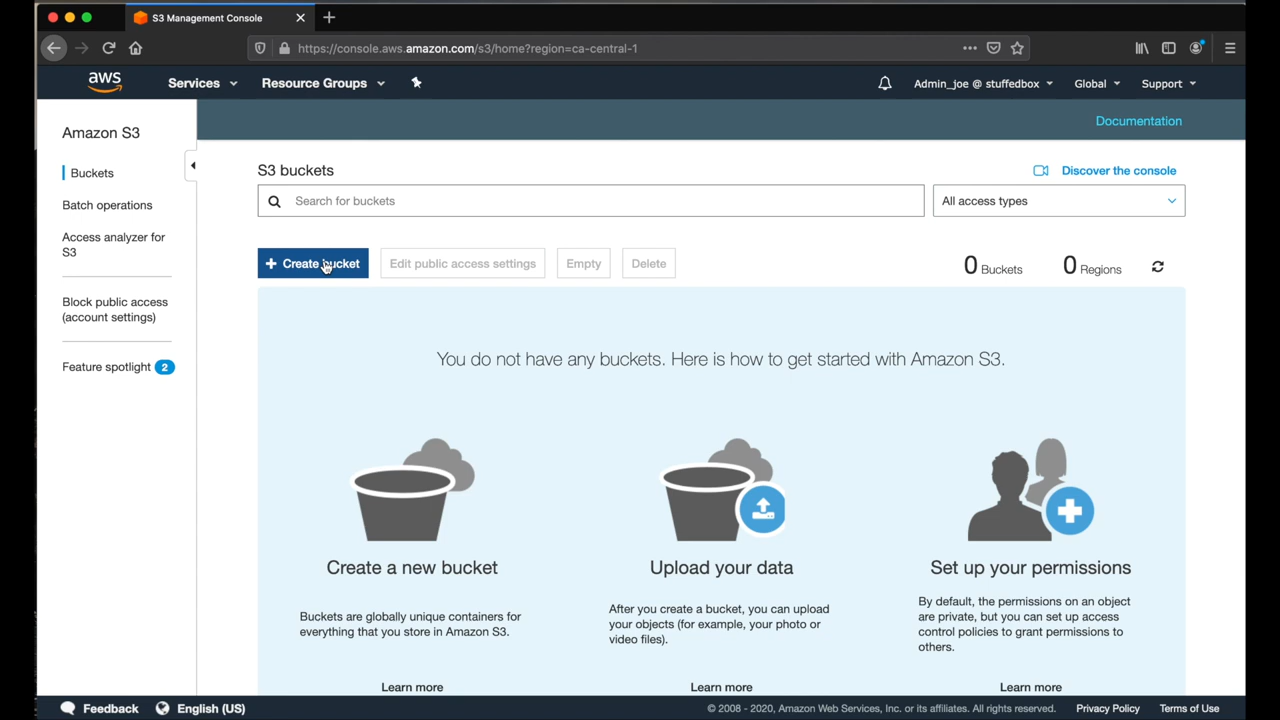 S3 Management Console
https://console.aws.amazon.com/s3/home?region=ca-central-1
aws
Services
Resource Groups
Admin_joe @ stuffedbox
Global
Support
Amazon S3
Buckets
Batch operations
Access analyzer for
S3
Block public access
(account settings)
Feature spotlight 2
Documentation
S3 buckets
Discover the console
Search for buckets
All access types
Create bucket
Edit public access settings
Empty
Delete
0 Buckets
0 Regions
You do not have any buckets. Here is how to get started with Amazon S3.
Create a new bucket
Buckets are globally unique containers for
everything that you store in Amazon S3.
Learn more
Upload your data
After you create a bucket, you can upload
your objects (for example, your photo or
video files).
Learn more
Set up your permissions
By default, the permissions on an object
are private, but you can set up access
control policies to grant permissions to
others.
Learn more
Feedback
English (US)
© 2008 - 2020, Amazon Web Services, Inc. or its affiliates. All rights reserved.
Privacy Policy
Terms of Use